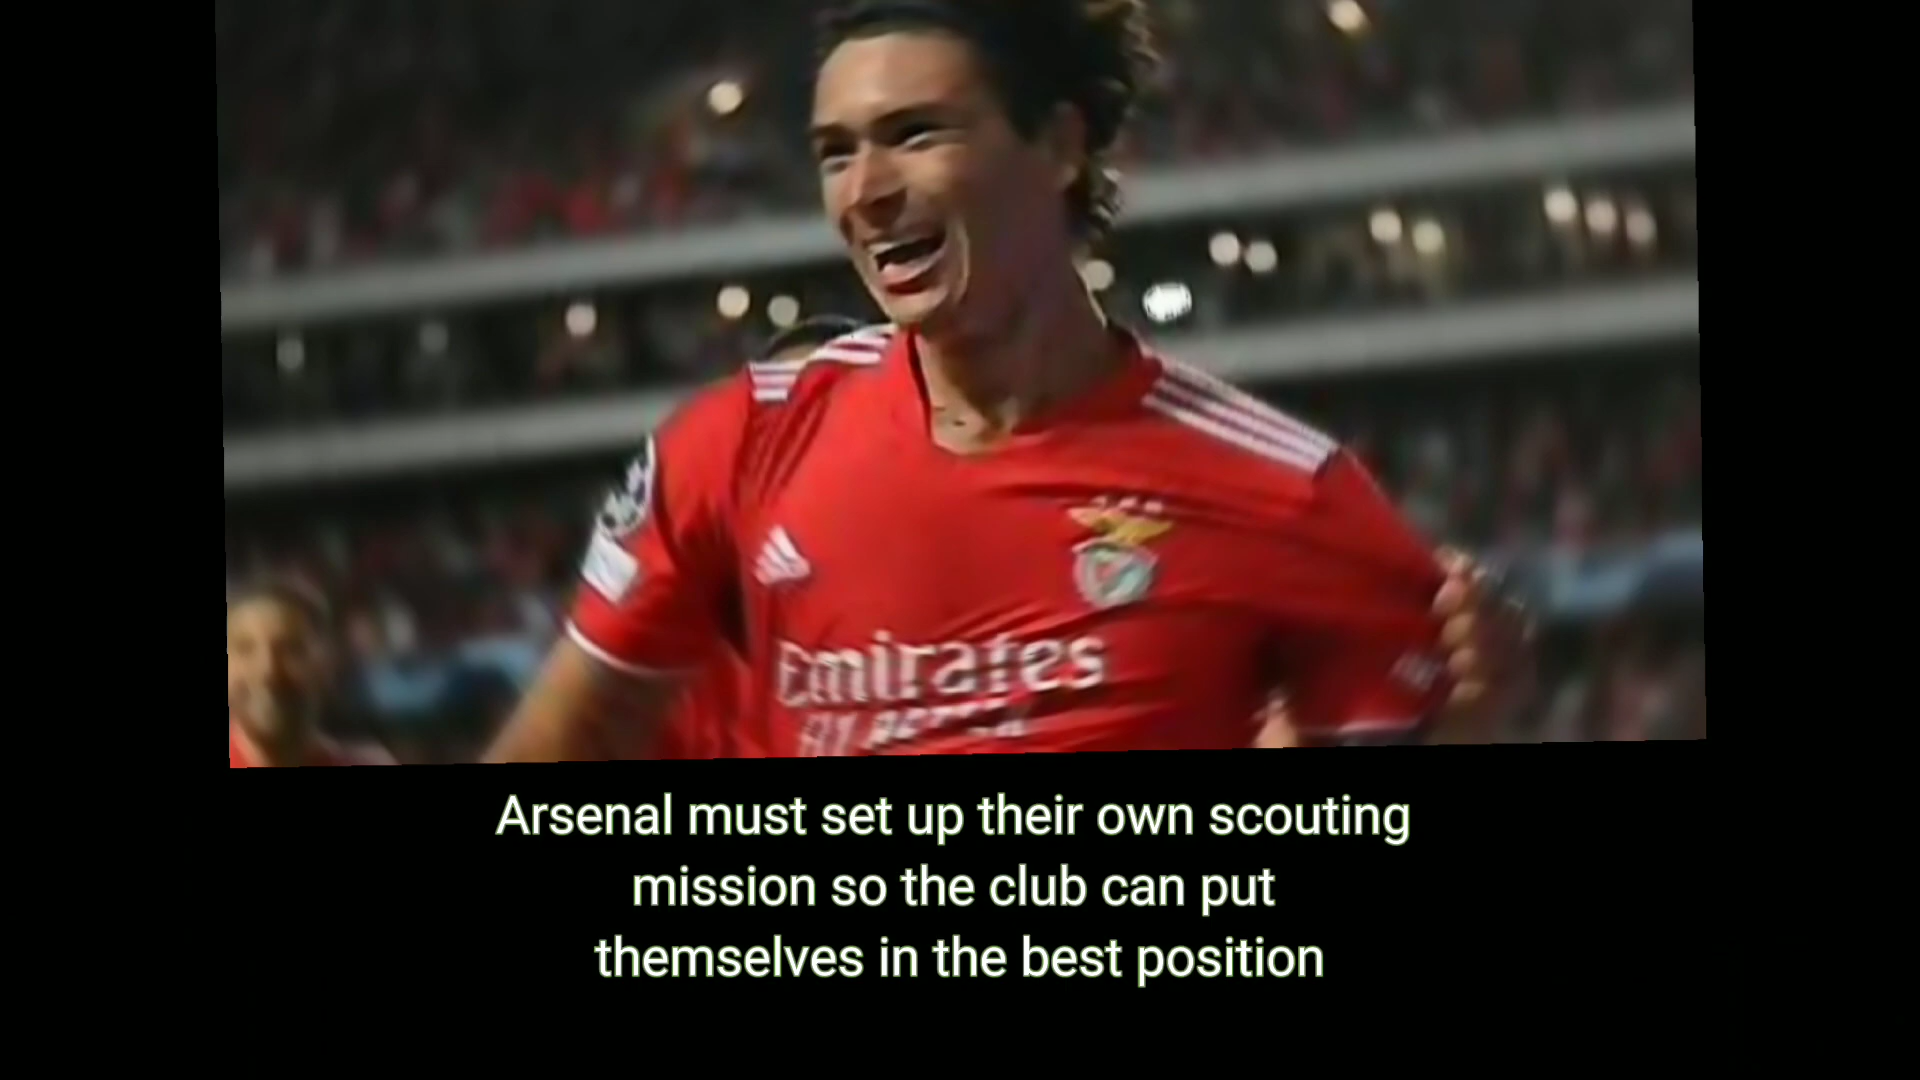 Emirates
Arsenal must set up their own scouting
mission so the club can put
themselves in the best position